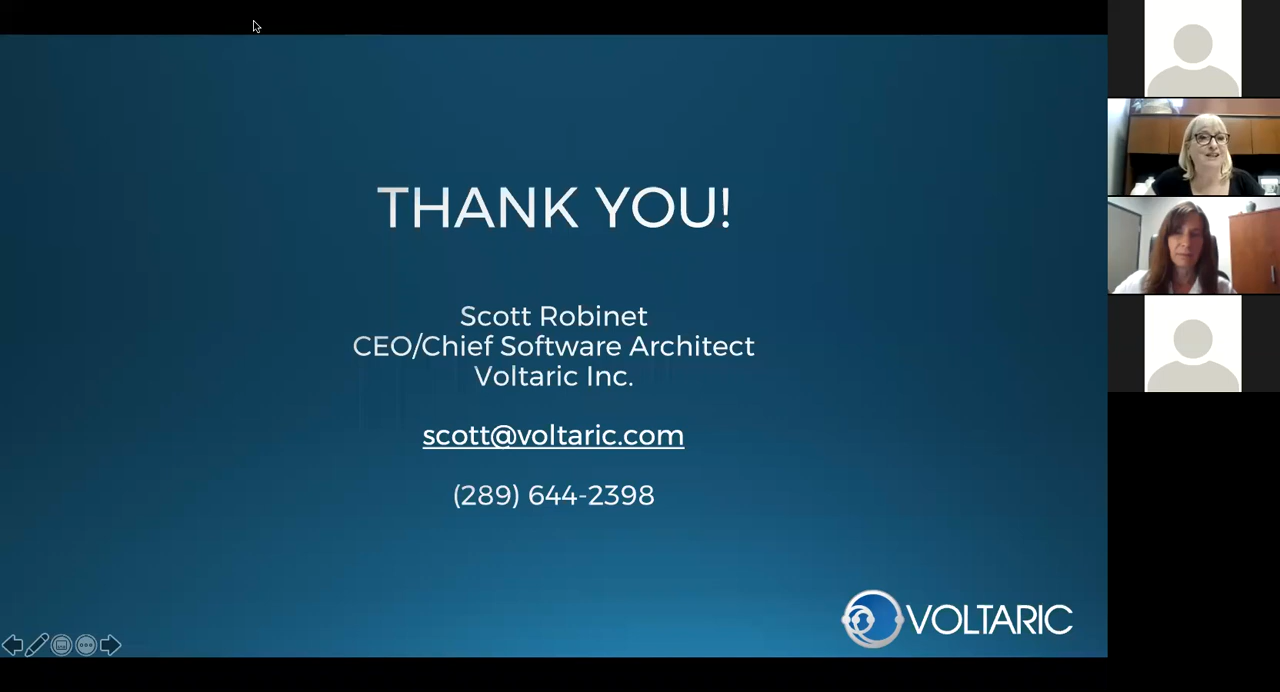 THANK YOU!
Scott Robinet
CEO/Chief Software Architect
Voltaric Inc.
scott@voltaric.com
(289) 644-2398
VOLTARIC